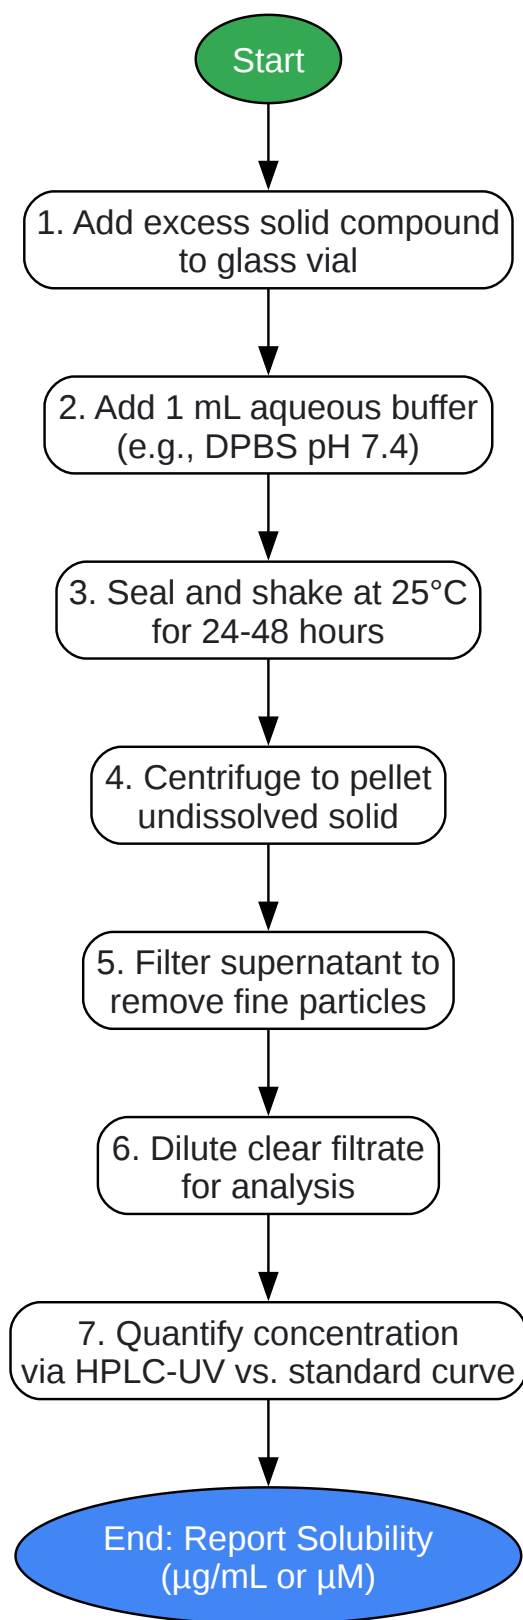 Start
1. Add excess solid compound
to glass vial
2. Add 1 mL aqueous buffer
(e.g., DPBS pH 7.4)
3. Seal and shake at 25°C
for 24-48 hours
4. Centrifuge to pellet
undissolved solid
5. Filter supernatant to
remove fine particles
6. Dilute clear filtrate
for analysis
7. Quantify concentration
via HPLC-UV vs. standard curve
End: Report Solubility
(µg/mL or µM)